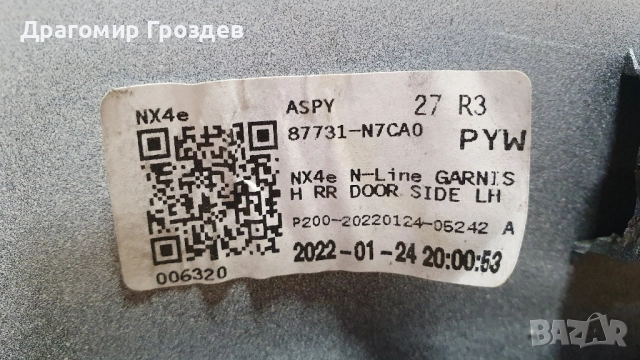 Драгомир Гроздев
NX4e
ASPY 27 R3
87731-N7CA0 PYW
NX4e N-Line GARNIS
H RR DOOR SIDE LH
P200-20220124-05242 A
006320
2022-01-24 20:00:53
BAZAR